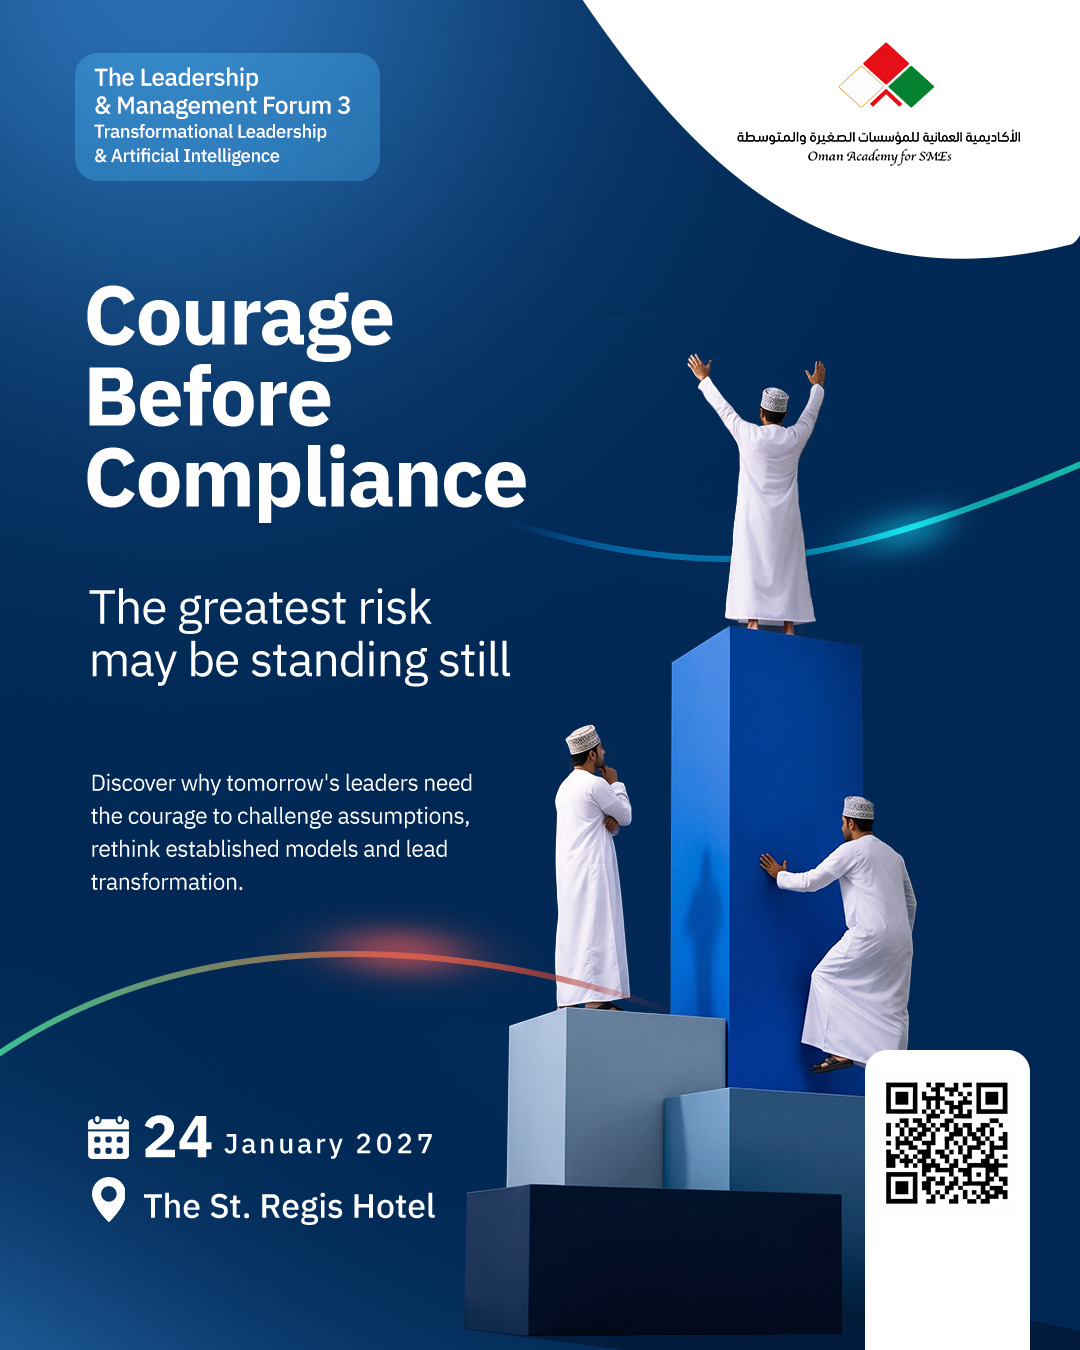 The Leadership
& Management Forum 3
Transformational Leadership
& Artificial Intelligence
الأكاديمية العمانية للمؤسسات الصغيرة والمتوسطة
Oman Academy for SMEs
Courage
Before
Compliance
The greatest risk
may be standing still
Discover why tomorrow's leaders need
the courage to challenge assumptions,
rethink established models and lead
transformation.
24 January 2027
The St. Regis Hotel